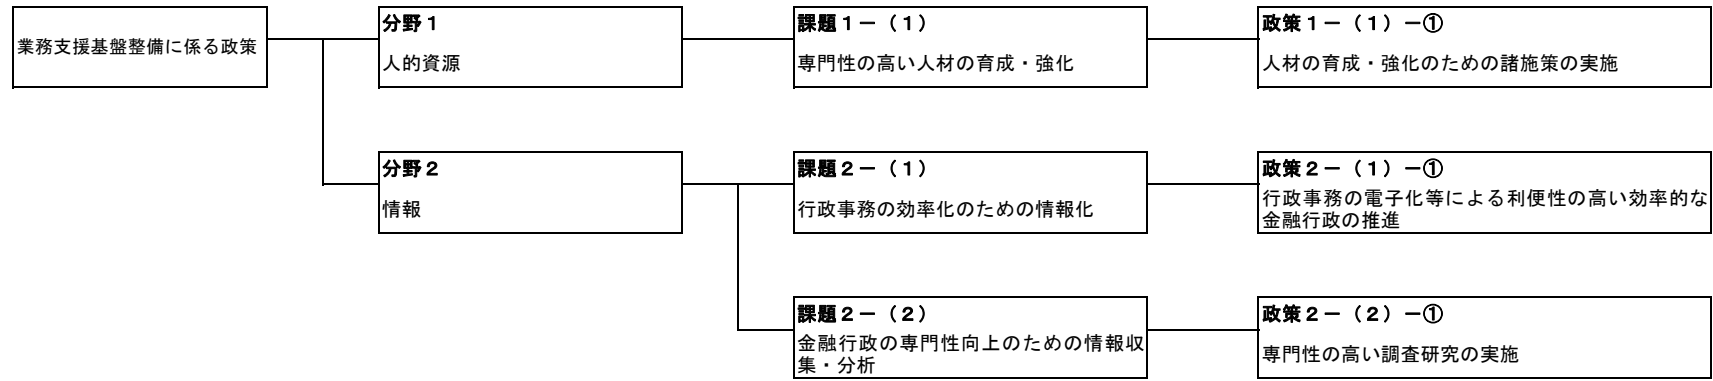 業務支援基盤整備に係る政策
分野１
人的資源
課題１－（１）
専門性の高い人材の育成・強化
政策１－（１）－①
人材の育成・強化のための諸施策の実施
分野２
情報
課題２－（１）
行政事務の効率化のための情報化
政策２－（１）－①
行政事務の電子化等による利便性の高い効率的な
金融行政の推進
課題２－（２）
金融行政の専門性向上のための情報収
集・分析
政策２－（２）－①
専門性の高い調査研究の実施